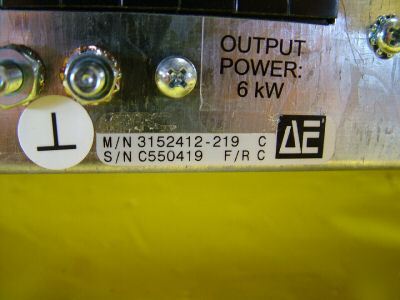 OUTPUT
POWER:
6 kW
M/N 3152412-219 C
S/N C550419 F/R C
AE